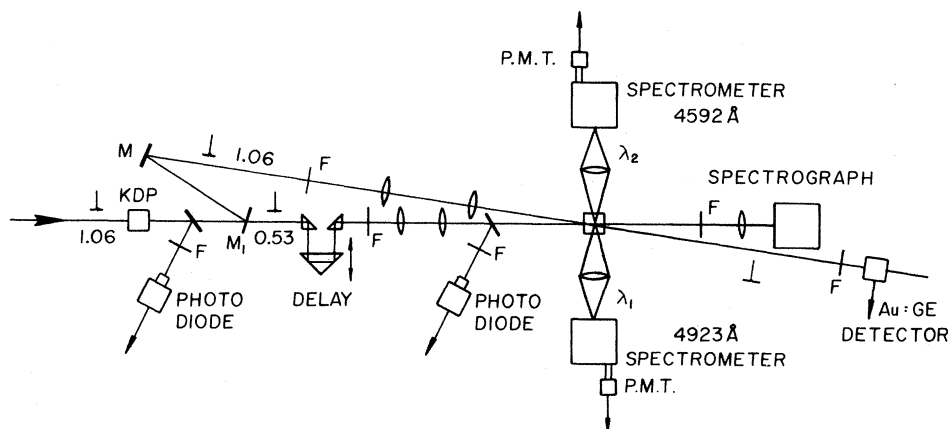 P.M.T.
SPECTROMETER
4592 Å
λ2
M
⊥
1.06
F
SPECTROGRAPH
KDP
⊥
⊥
F
1.06
M1
0.53
F
F
F
⊥
F
PHOTO
DIODE
DELAY
PHOTO
DIODE
λ1
Au:GE
DETECTOR
4923 Å
SPECTROMETER
P.M.T.